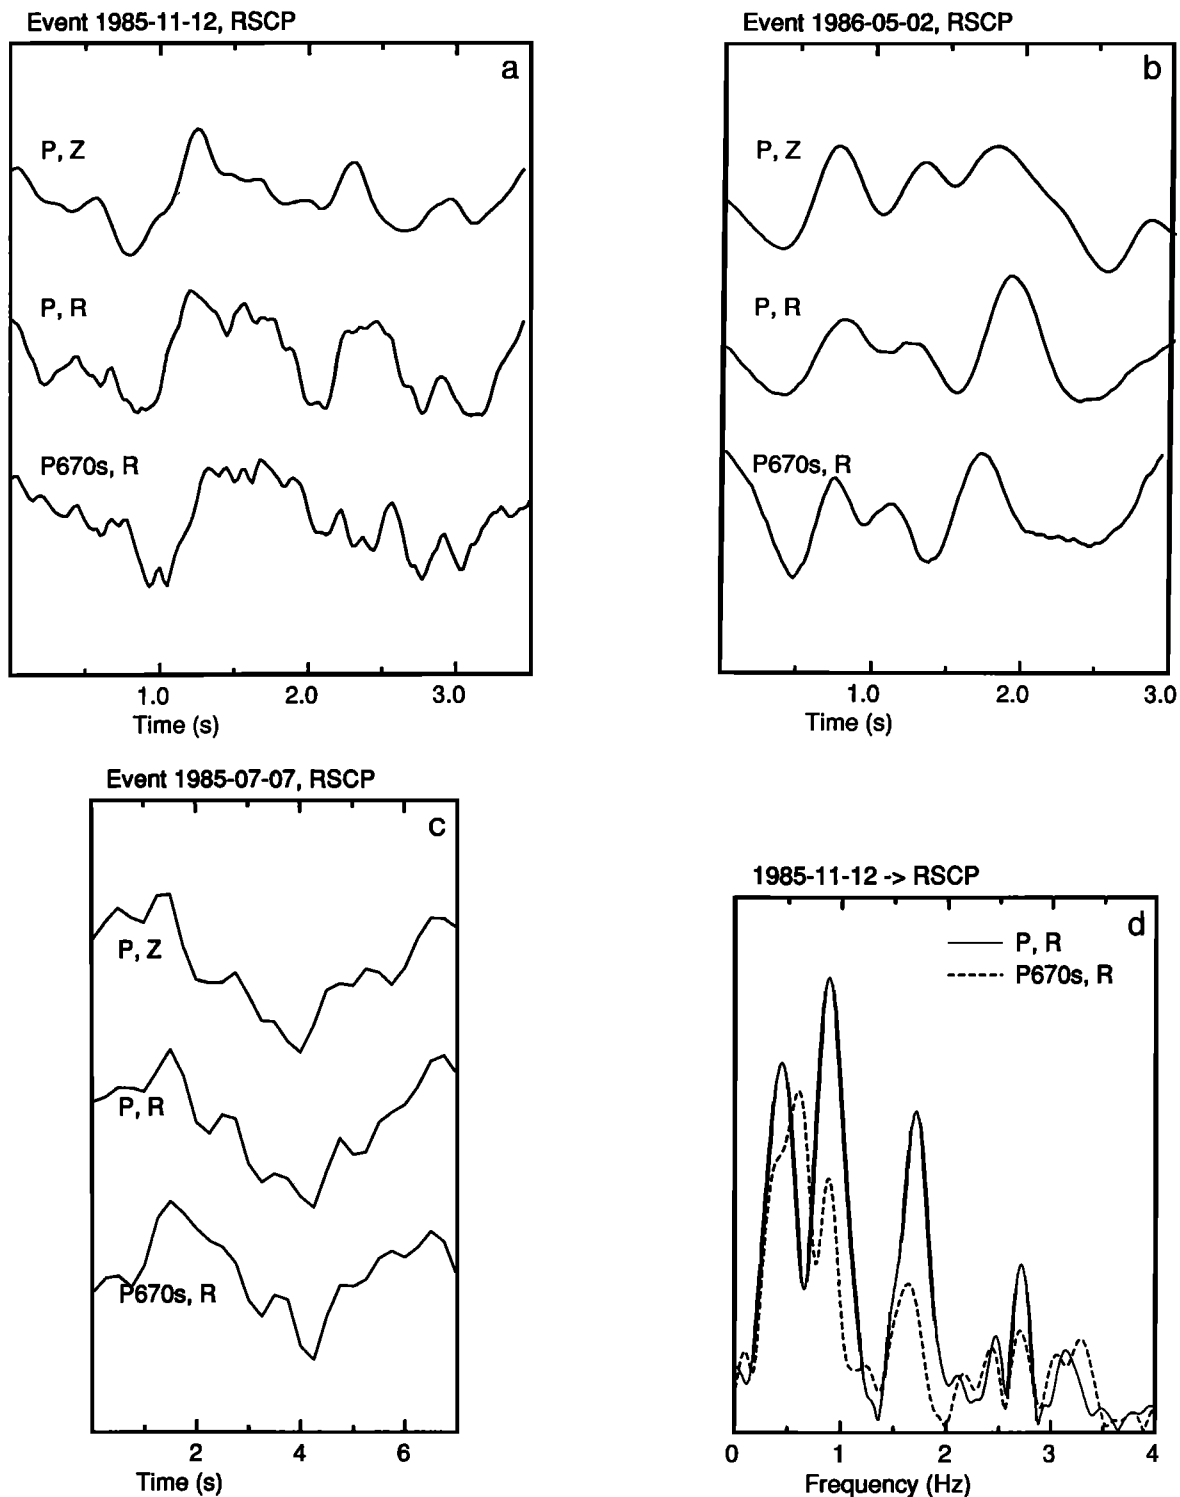 Event 1985-11-12, RSCP
a
P, Z
P, R
P670s, R
1.0 2.0 3.0
Time (s)
Event 1986-05-02, RSCP
b
P, Z
P, R
P670s, R
1.0 2.0 3.0
Time (s)
Event 1985-07-07, RSCP
c
P, Z
P, R
P670s, R
2 4 6
Time (s)
1985-11-12 -> RSCP
d
P, R
P670s, R
0 1 2 3 4
Frequency (Hz)